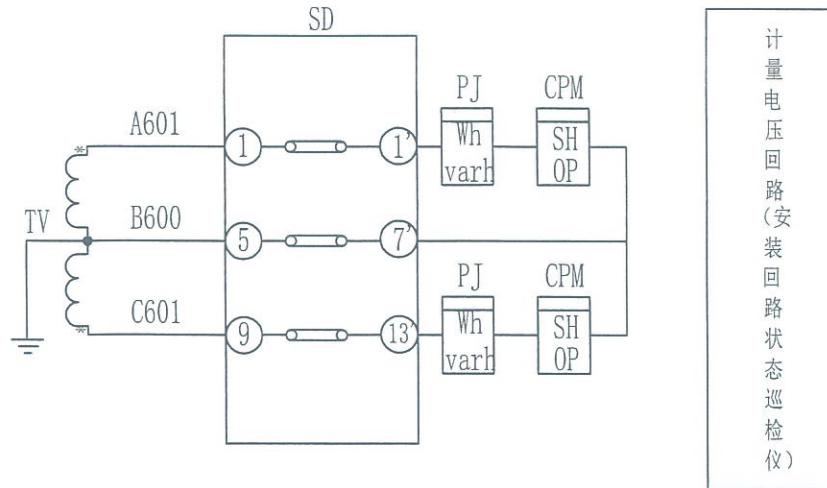 SD
PJ
CPM
A601
*
1
1'
Wh
varh
SH
OP
TV
B600
5
7'
PJ
CPM
C601
*
9
13'
Wh
varh
SH
OP
计量电压回路(安装回路状态巡检仪)